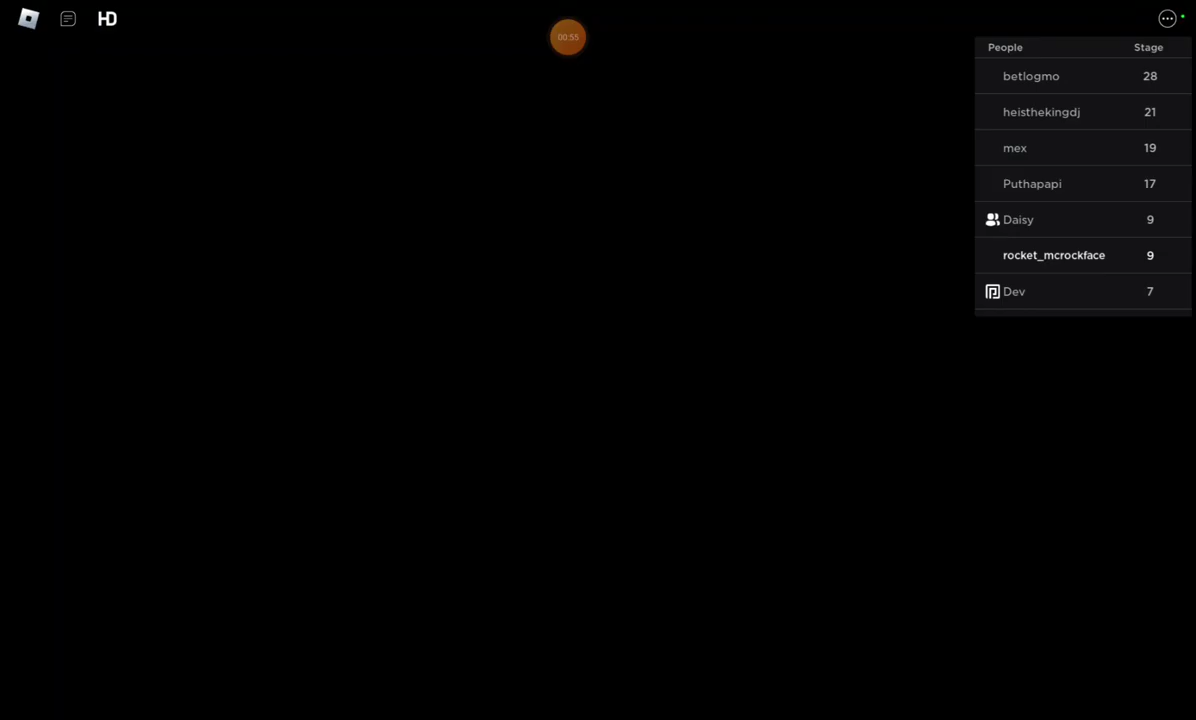 HD
00:55
People Stage
betlogmo 28
heisthekingdj 21
mex 19
Puthapapi 17
Daisy 9
rocket_mcrockface 9
Dev 7